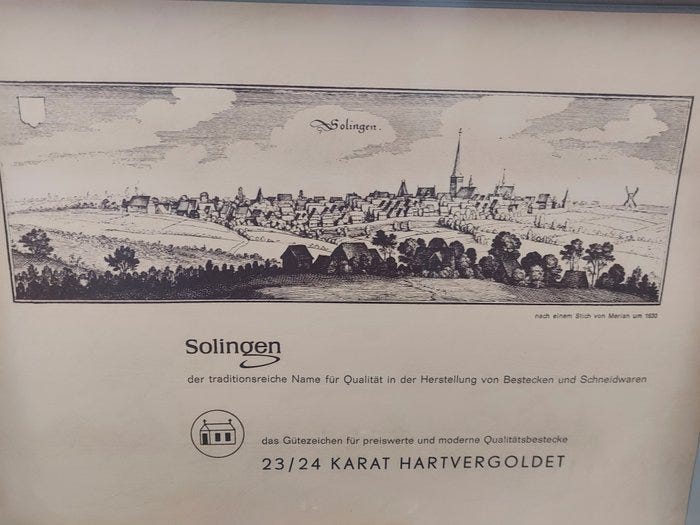 Solingen.
nach einem Stich von Merian um 1630
Solingen
der traditionsreiche Name für Qualität in der Herstellung von Bestecken und Schneidwaren
das Gütezeichen für preiswerte und moderne Qualitätsbestecke
23/24 KARAT HARTVERGOLDET